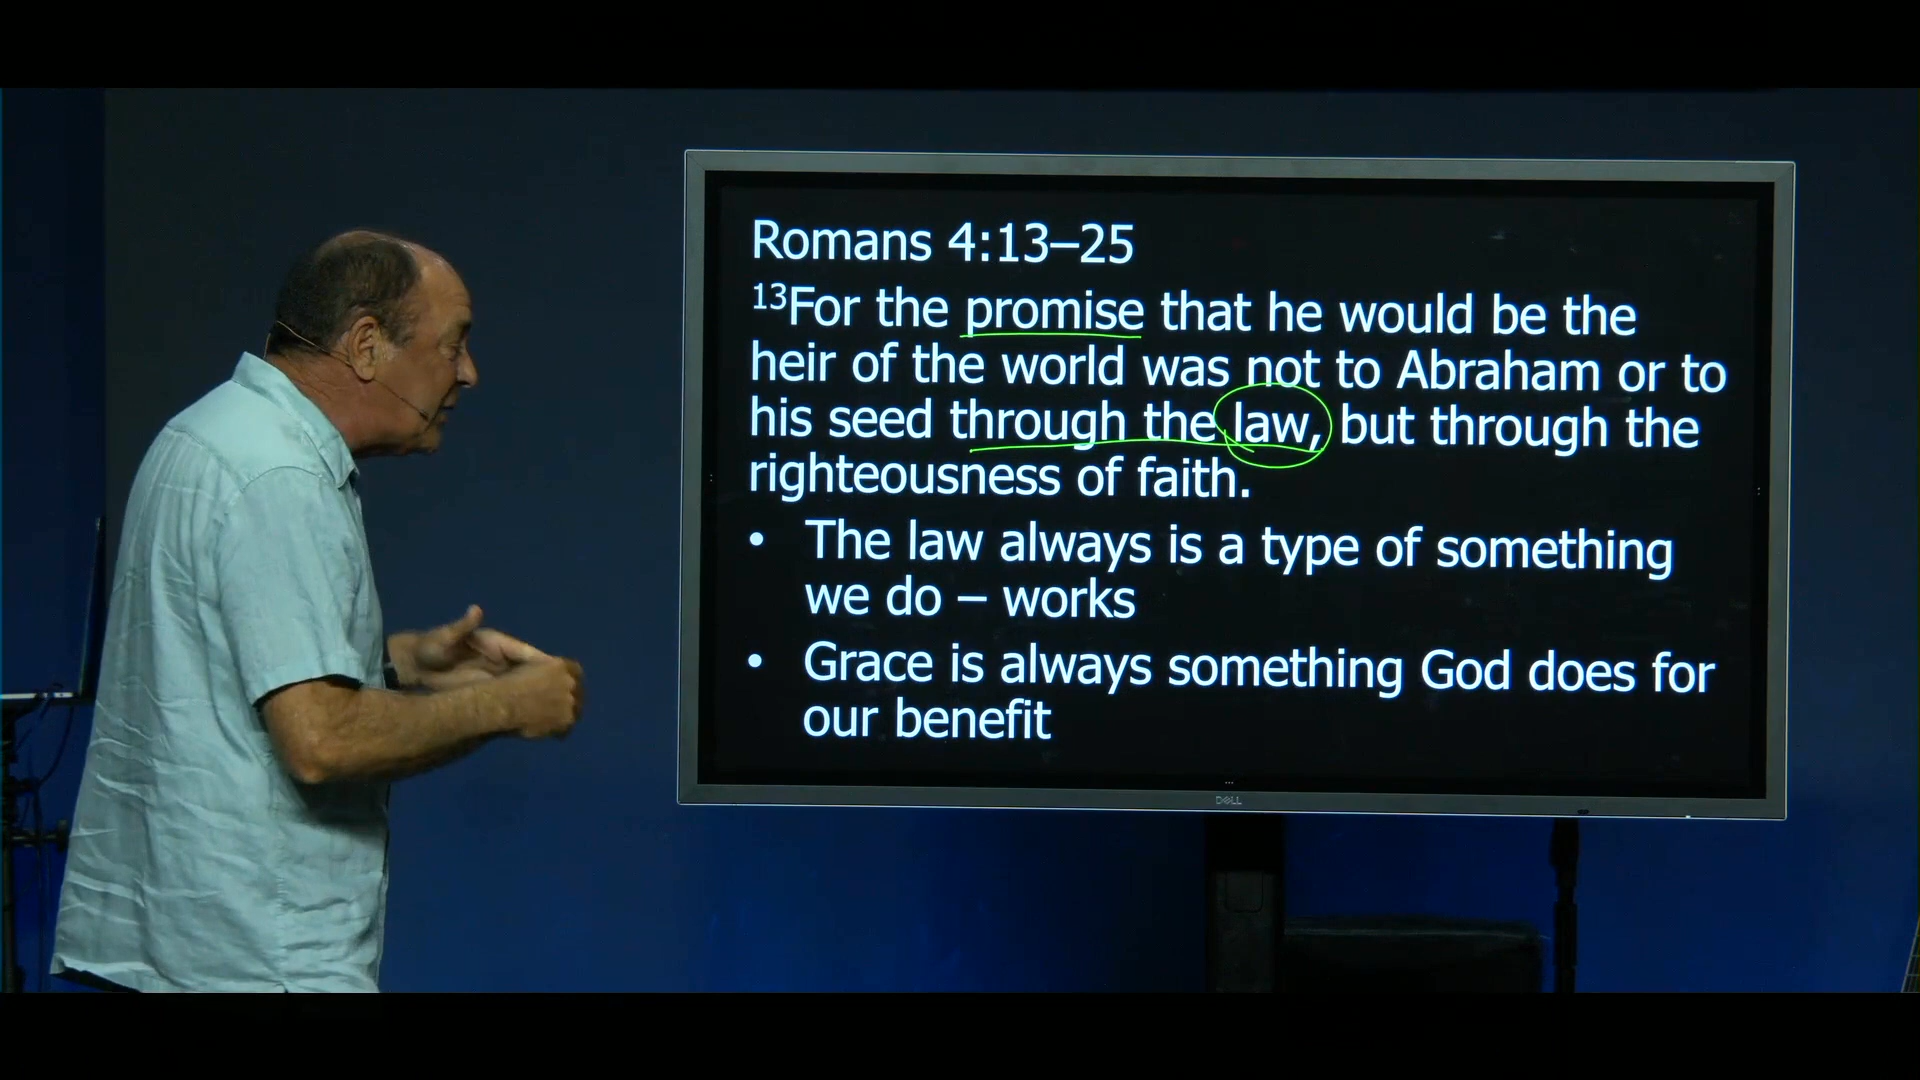 Romans 4:13–25
13For the promise that he would be the
heir of the world was not to Abraham or to
his seed through the law, but through the
righteousness of faith.
• The law always is a type of something
we do – works
• Grace is always something God does for
our benefit
DELL